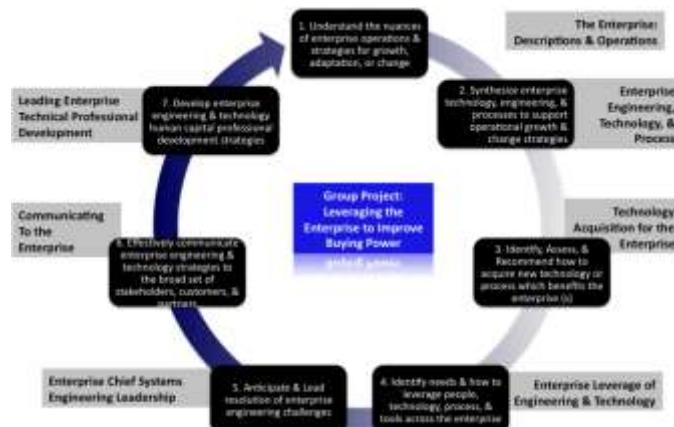 1. Understand the nuances
of enterprise operations &
strategies for growth,
adaptation, or change
The Enterprise:
Descriptions & Operations
2. Synthesize enterprise
technology, engineering, &
processes to support
operational growth &
change strategies
Enterprise
Engineering,
Technology, &
Process
Technology
Acquisition for the
Enterprise
3. Identify, Assess, &
Recommend how to
acquire new technology or
process which benefits the
enterprise (s)
4. Identify needs & how to
leverage people,
technology, process, &
tools across the enterprise
Enterprise Leverage of
Engineering & Technology
5. Anticipate & Lead
resolution of enterprise
engineering challenges
Enterprise Chief Systems
Engineering Leadership
6. Effectively communicate
enterprise engineering &
technology strategies to
the broad set of
stakeholders, customers, &
partners
Communicating
To the
Enterprise
7. Develop enterprise
engineering & technology
human capital professional
development strategies
Leading Enterprise
Technical Professional
Development
Group Project:
Leveraging the
Enterprise to Improve
Buying Power